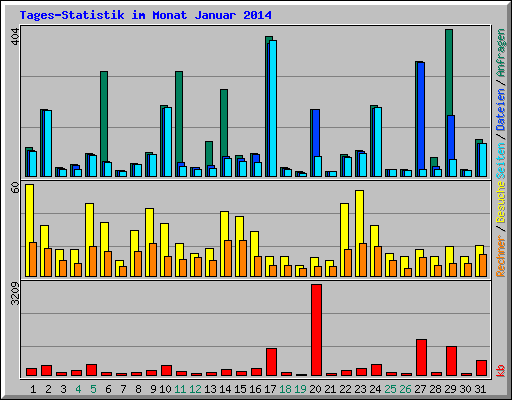 Tages-Statistik im Monat Januar 2014
404
60
3209
Rechner / Besuche Seiten / Dateien / Anfragen
kb
1 2 3 4 5 6 7 8 9 10 11 12 13 14 15 16 17 18 19 20 21 22 23 24 25 26 27 28 29 30 31